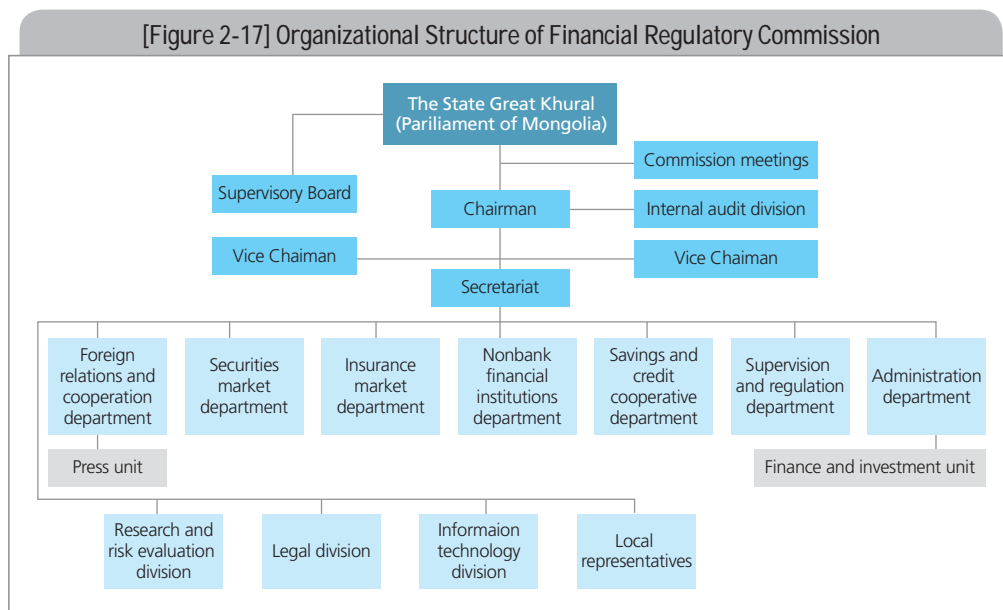 [Figure 2-17] Organizational Structure of Financial Regulatory Commission
The State Great Khural
(Pariliament of Mongolia)
Commission meetings
Supervisory Board
Chairman
Internal audit division
Vice Chaiman
Vice Chaiman
Secretariat
Foreign
relations and
cooperation
department
Securities
market
department
Insurance
market
department
Nonbank
financial
institutions
department
Savings and
credit
cooperative
department
Supervision
and regulation
department
Administration
department
Press unit
Finance and investment unit
Research and
risk evaluation
division
Legal division
Informaion
technology
division
Local
representatives